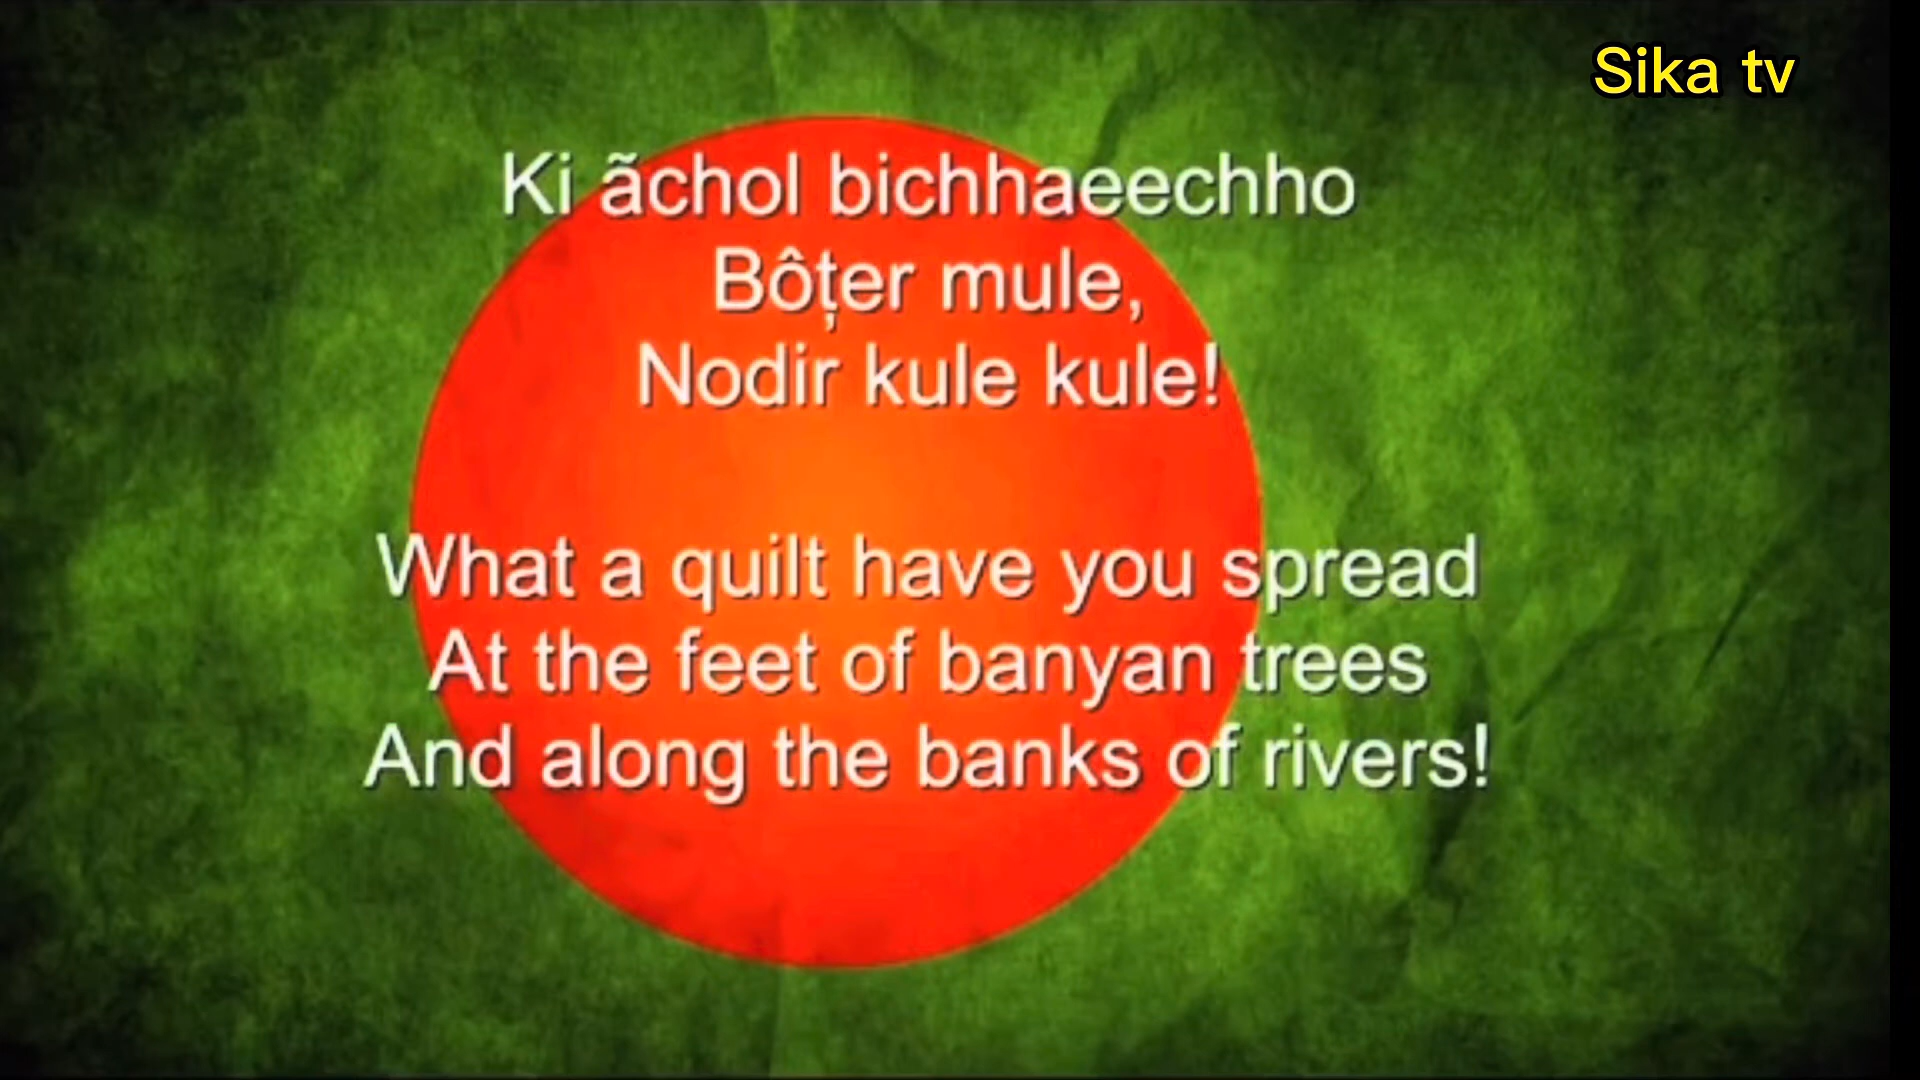 Sika tv
Ki ãchol bichhaeechho
Bôţer mule,
Nodir kule kule!
What a quilt have you spread
At the feet of banyan trees
And along the banks of rivers!